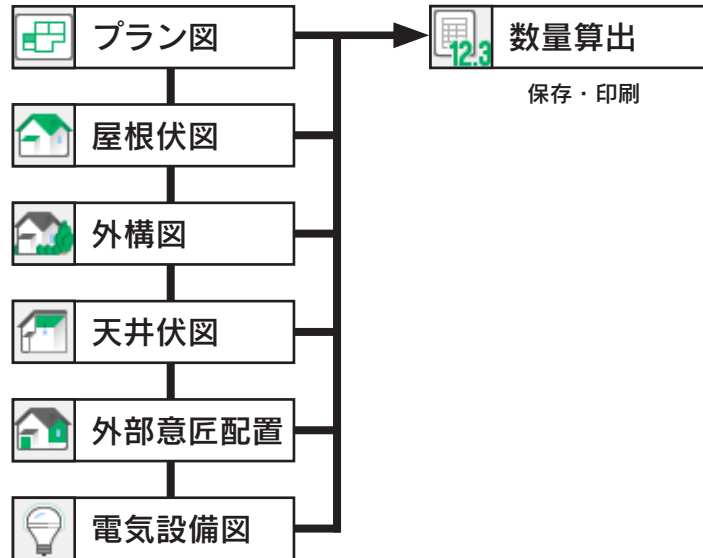 プラン図
12.3
数量算出
保存・印刷
屋根伏図
外構図
天井伏図
外部意匠配置
電気設備図